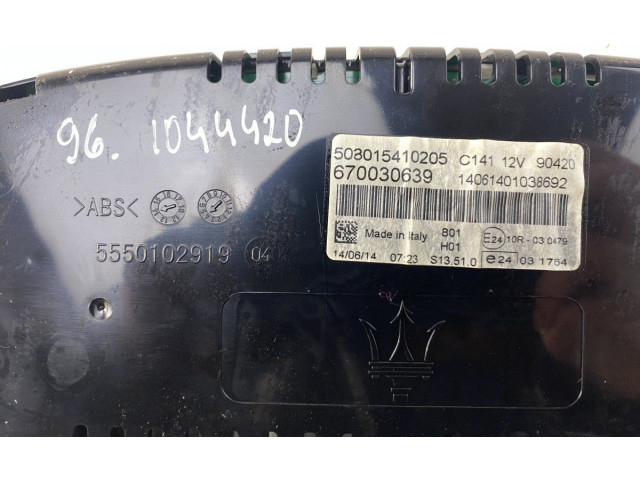 96. 1044420
508015410205 C141 12V 90420
670030639 14061401038692
>ABS<
Made in Italy B01 H01 E24 10R - 03 0479
5550102919 04
14/06/14 07:23 S13.51.0 e24 03 1764